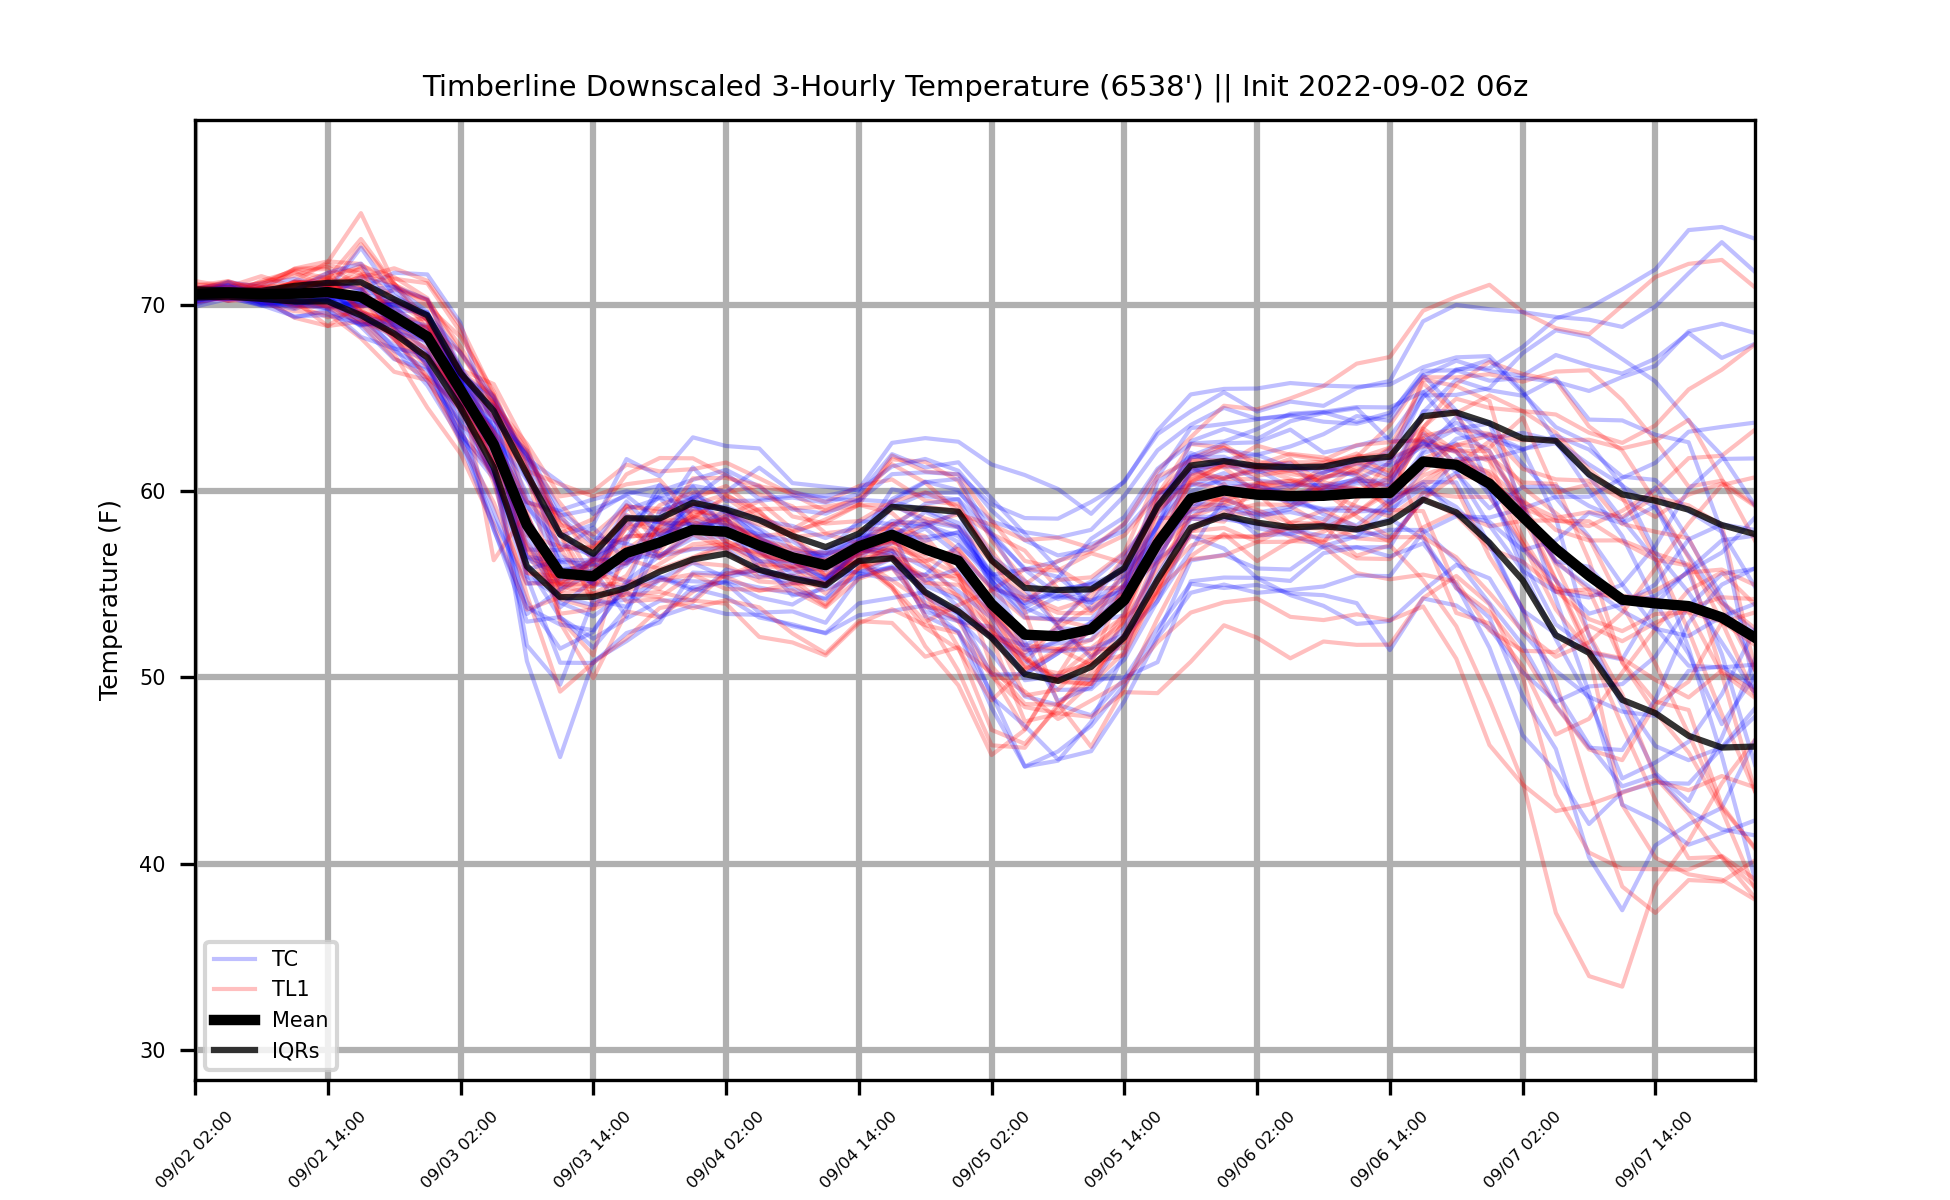 Timberline Downscaled 3-Hourly Temperature (6538') || Init 2022-09-02 06z
Temperature (F)
70
60
50
40
30
TC
TL1
Mean
IQRs
09/02 02:00
09/02 14:00
09/03 02:00
09/03 14:00
09/04 02:00
09/04 14:00
09/05 02:00
09/05 14:00
09/06 02:00
09/06 14:00
09/07 02:00
09/07 14:00